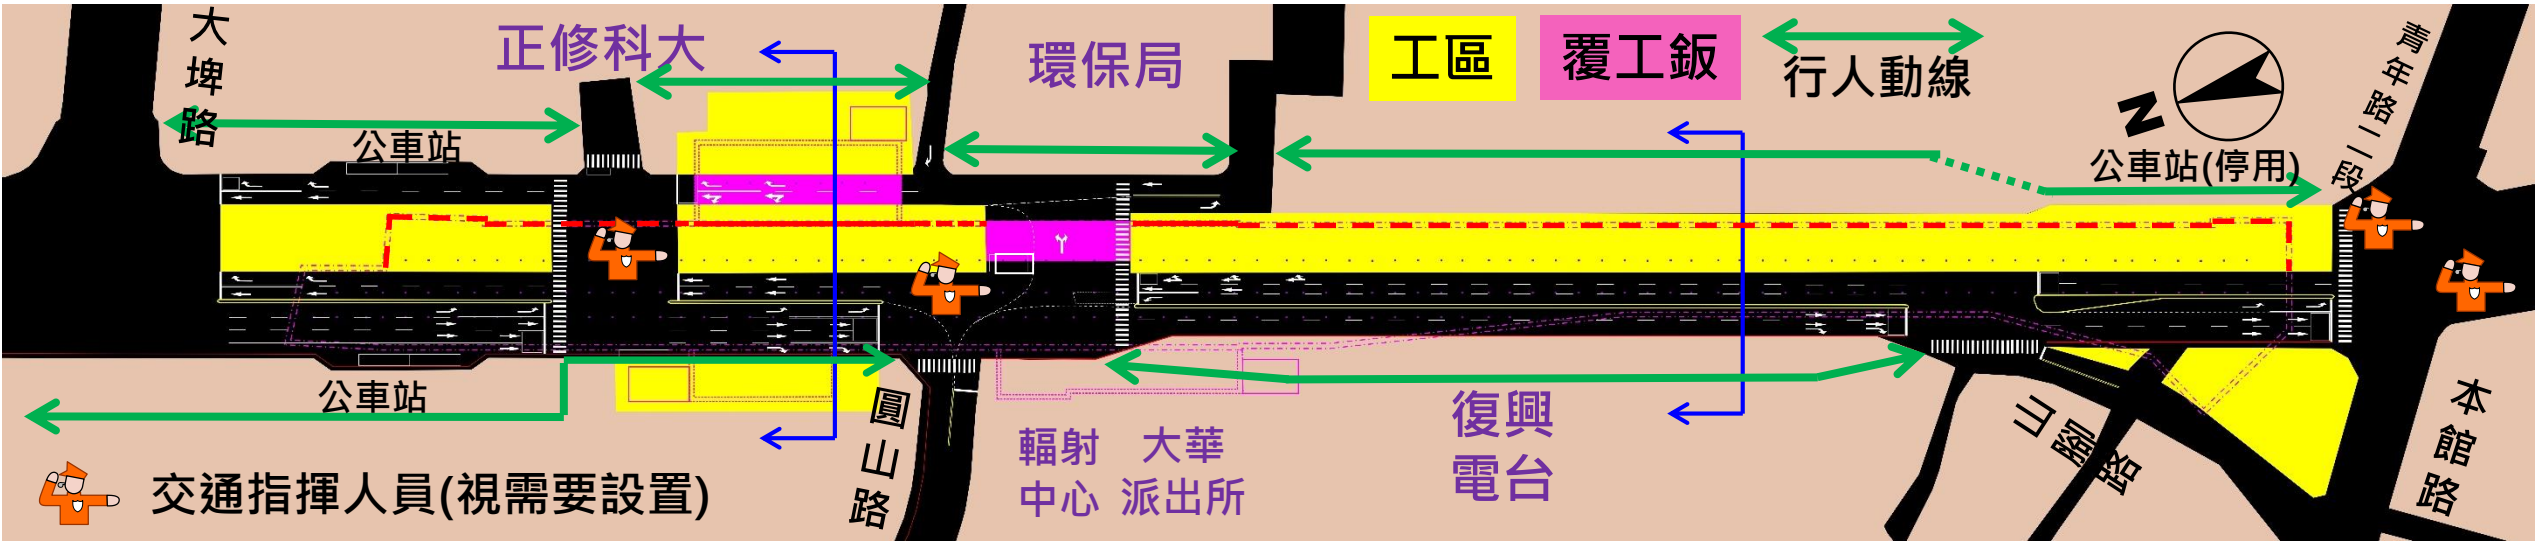 大埤路
正修科大
環保局
工區
覆工鈑
行人動線
N
青年路二段
公車站
公車站(停用)
公車站
圓山路
輻射中心
大華派出所
復興電台
本館路
交通指揮人員(視需要設置)